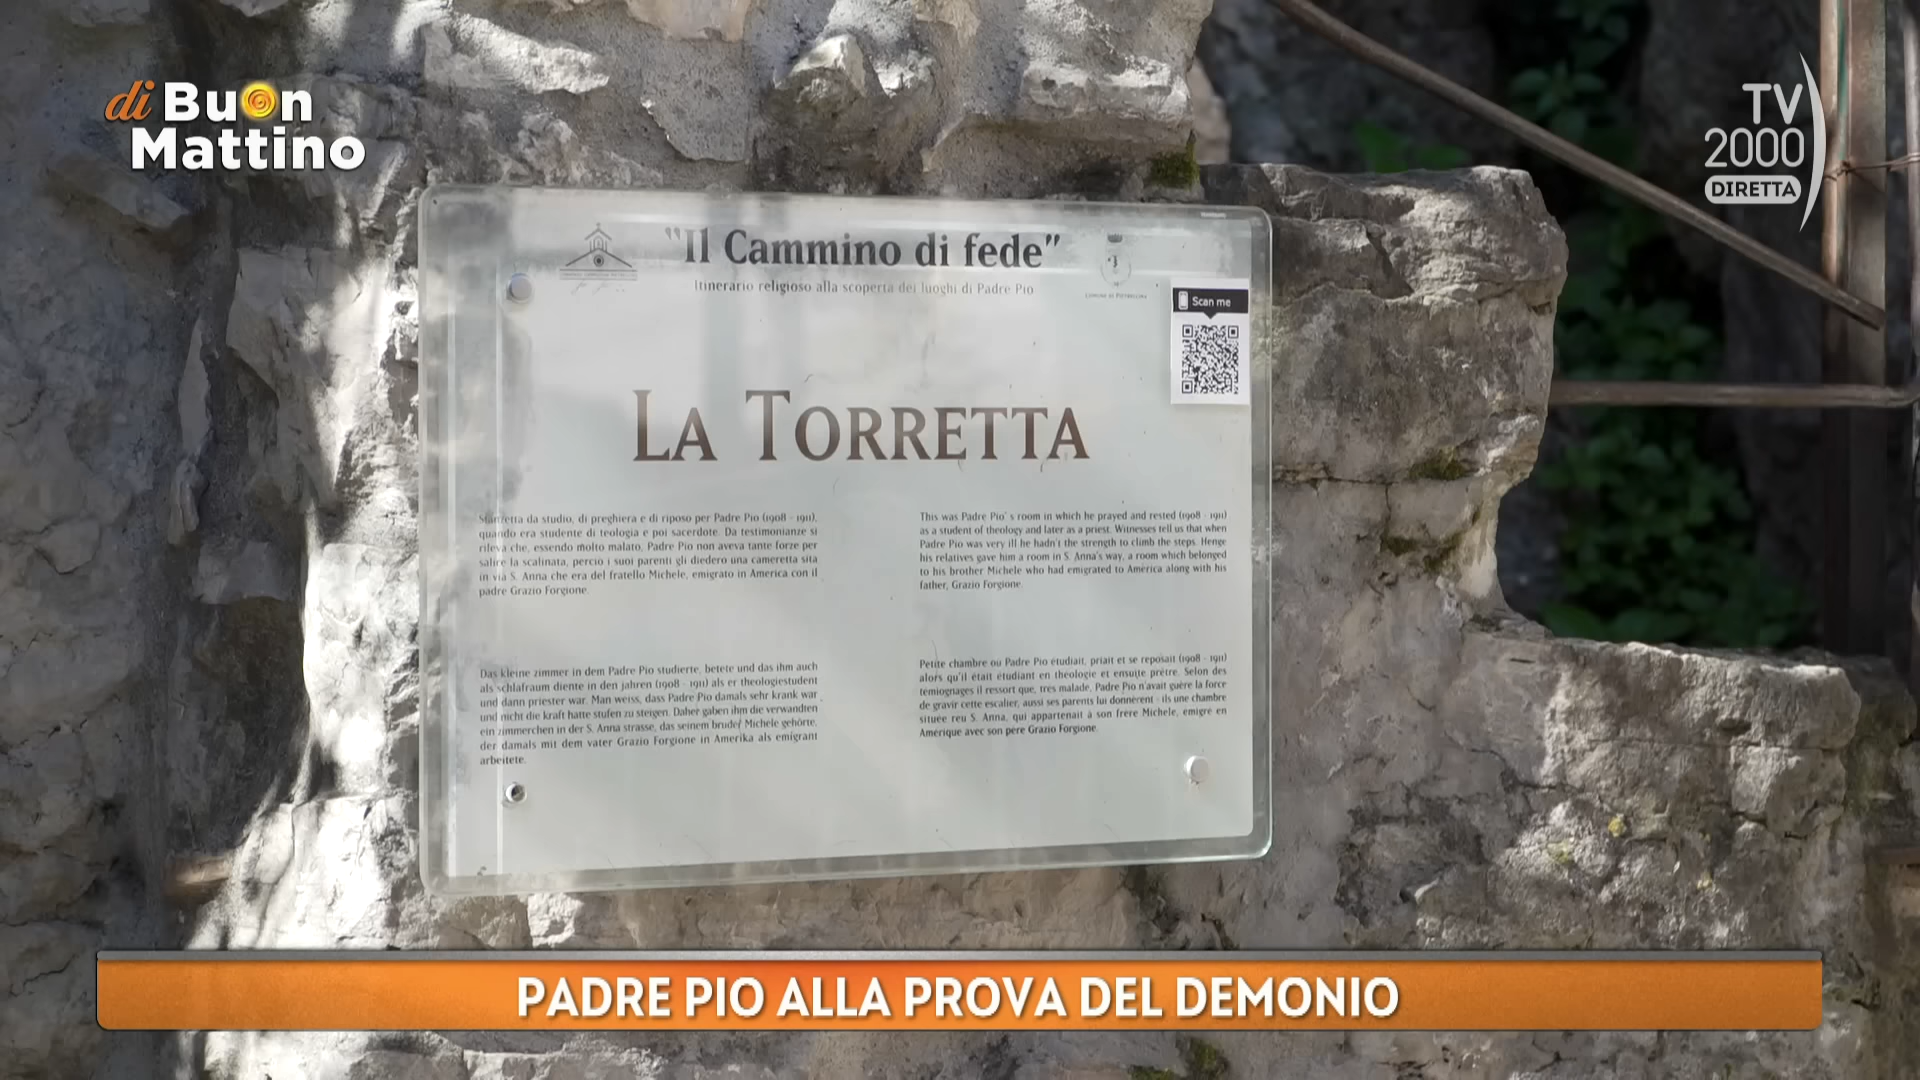 di Buon
Mattino
TV
2000
DIRETTA
"Il Cammino di fede"
Itinerario religioso alla scoperta dei luoghi di Padre Pio
Comune di Pietrelcina
Scan me
La Torretta
Stanzetta da studio, di preghiera e di riposo per Padre Pio (1908 - 1911),
quando era studente di teologia e poi sacerdote. Da testimonianze si
rileva che, essendo molto malato, Padre Pio non aveva tante forze per
salire la scalinata, perciò i suoi parenti gli diedero una cameretta sita
in via S. Anna che era del fratello Michele, emigrato in America con il
padre Grazio Forgione.
This was Padre Pio's room in which he prayed and rested (1908 - 1911)
as a student of theology and later as a priest. Witnesses tell us that when
Padre Pio was very ill he hadn't the strength to climb the steps. Henge
his relatives gave him a room in S. Anna's way, a room which belonged
to his brother Michele who had emigrated to America along with his
father, Grazio Forgione.
Das kleine zimmer in dem Padre Pio studierte, betete und das ihm auch
als schlafraum diente in den jahren (1908 - 1911) als er theologiestudent
und dann priester war. Man weiss, dass Padre Pio damals sehr krank war
und nicht die kraft hatte stufen zu steigen. Daher gaben ihm die verwandten
ein zimmerchen in der S. Anna strasse, das seinem bruder Michele gehörte,
der damals mit dem vater Grazio Forgione in Amerika als emigrant
arbeitete.
Petite chambre ou Padre Pio étudiait, priait et se reposait (1908 - 1911)
alors qu'il était étudiant en théologie et ensuite prêtre. Selon des
témoignages il ressort que, très malade, Padre Pio n'avait guère la force
de gravir cette escalier, aussi ses parents lui donnèrent - ils une chambre
située reu S. Anna, qui appartenait à son frère Michele, emigre en
Amérique avec son père Grazio Forgione.
PADRE PIO ALLA PROVA DEL DEMONIO